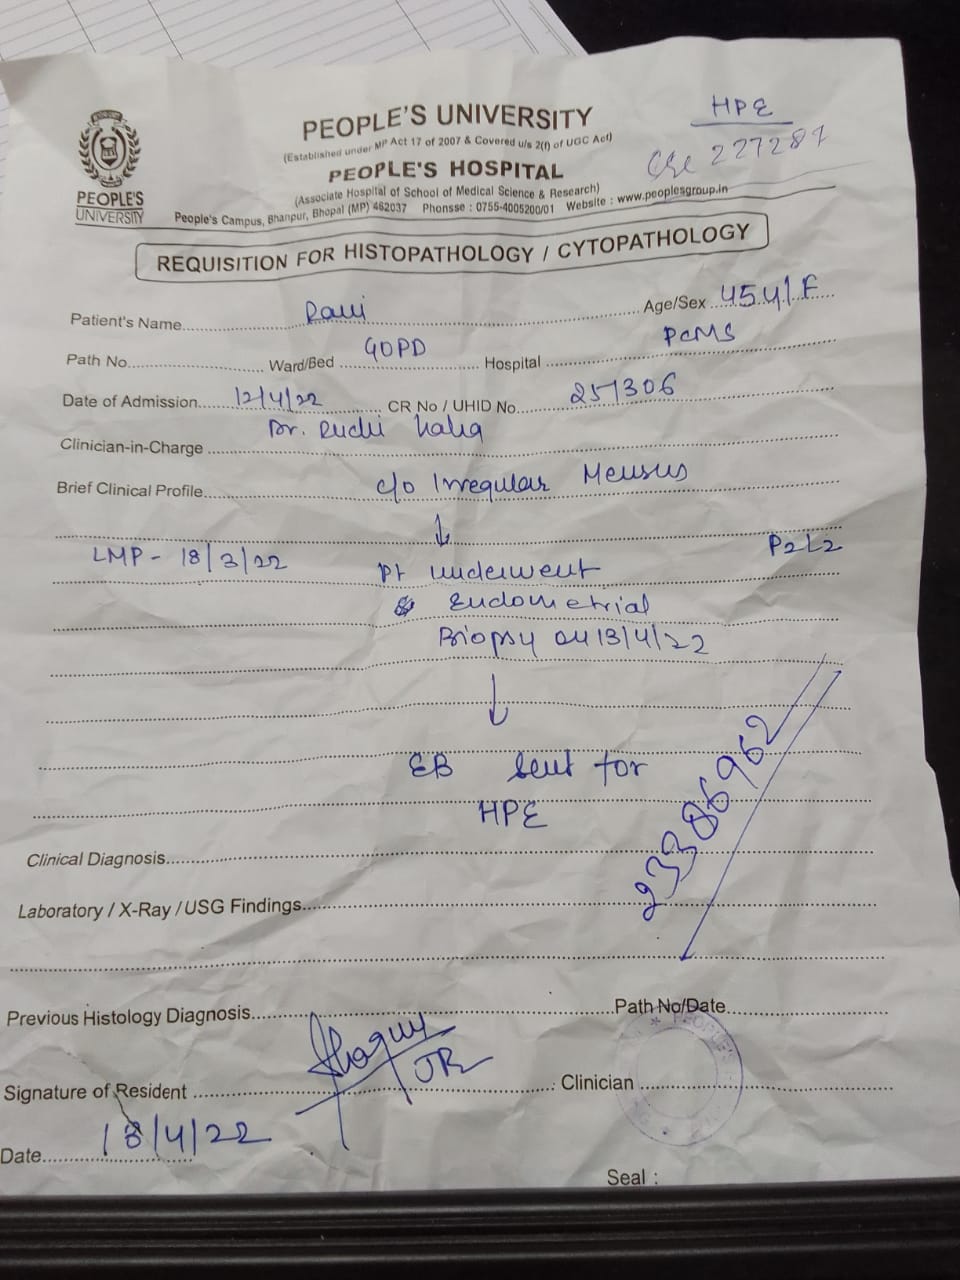 HPE
227287
PEOPLE'S UNIVERSITY
PEOPLE'S UNIVERSITY
(Established under MP Act 17 of 2007 & Covered u/s 2(f) of UGC Act)
PEOPLE'S HOSPITAL
(Associate Hospital of School of Medical Science & Research)
People's Campus, Bhanpur, Bhopal (MP) 462037 Phonsse : 0755-4005200/01 Website : www.peoplesgroup.in
REQUISITION FOR HISTOPATHOLOGY / CYTOPATHOLOGY
Patient's Name Age/Sex 45y/F
Path No. Ward/Bed GOPD Hospital PCMS
Date of Admission 12/4/22 CR No / UHID No. 251306
Clinician-in-Charge Dr. Ruchi
Brief Clinical Profile c/o Irregular Mensus
LMP - 18/3/22 P2L2
Pt underwent
Endometrial
Biopsy on 13/4/22
EB sent for
HPE
23386962
Clinical Diagnosis
Laboratory / X-Ray / USG Findings
Previous Histology Diagnosis Path No/Date
Signature of Resident JR Clinician
Date 13/4/22
Seal :